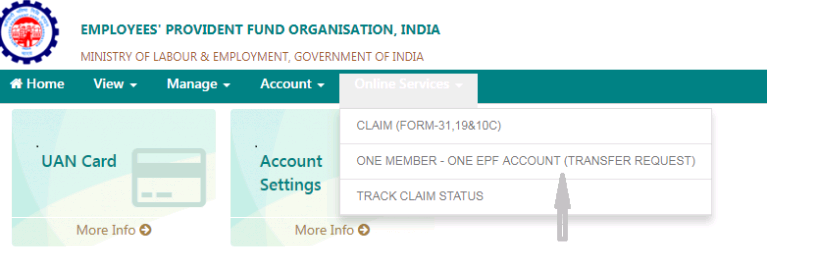 EMPLOYEES' PROVIDENT FUND ORGANISATION, INDIA
MINISTRY OF LABOUR & EMPLOYMENT, GOVERNMENT OF INDIA
Home View Manage Account Online Services
CLAIM (FORM-31,19&10C)
ONE MEMBER - ONE EPF ACCOUNT (TRANSFER REQUEST)
TRACK CLAIM STATUS
UAN Card
More Info
Account
Settings
More Info